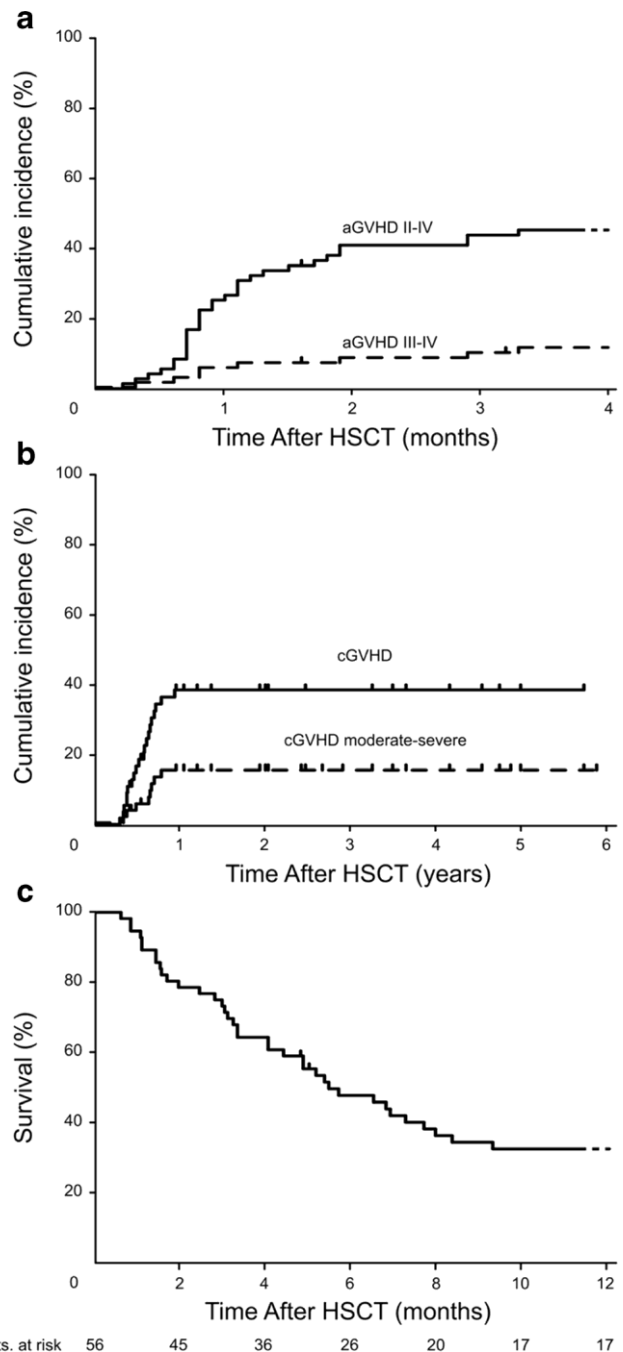 a
Cumulative incidence (%)
100
80
60
40
20
0
aGVHD II-IV
aGVHD III-IV
1 2 3 4
Time After HSCT (months)
b
Cumulative incidence (%)
100
80
60
40
20
0
cGVHD
cGVHD moderate-severe
1 2 3 4 5 6
Time After HSCT (years)
c
Survival (%)
100
80
60
40
20
0
2 4 6 8 10 12
Time After HSCT (months)
ts. at risk 56 45 36 26 20 17 17